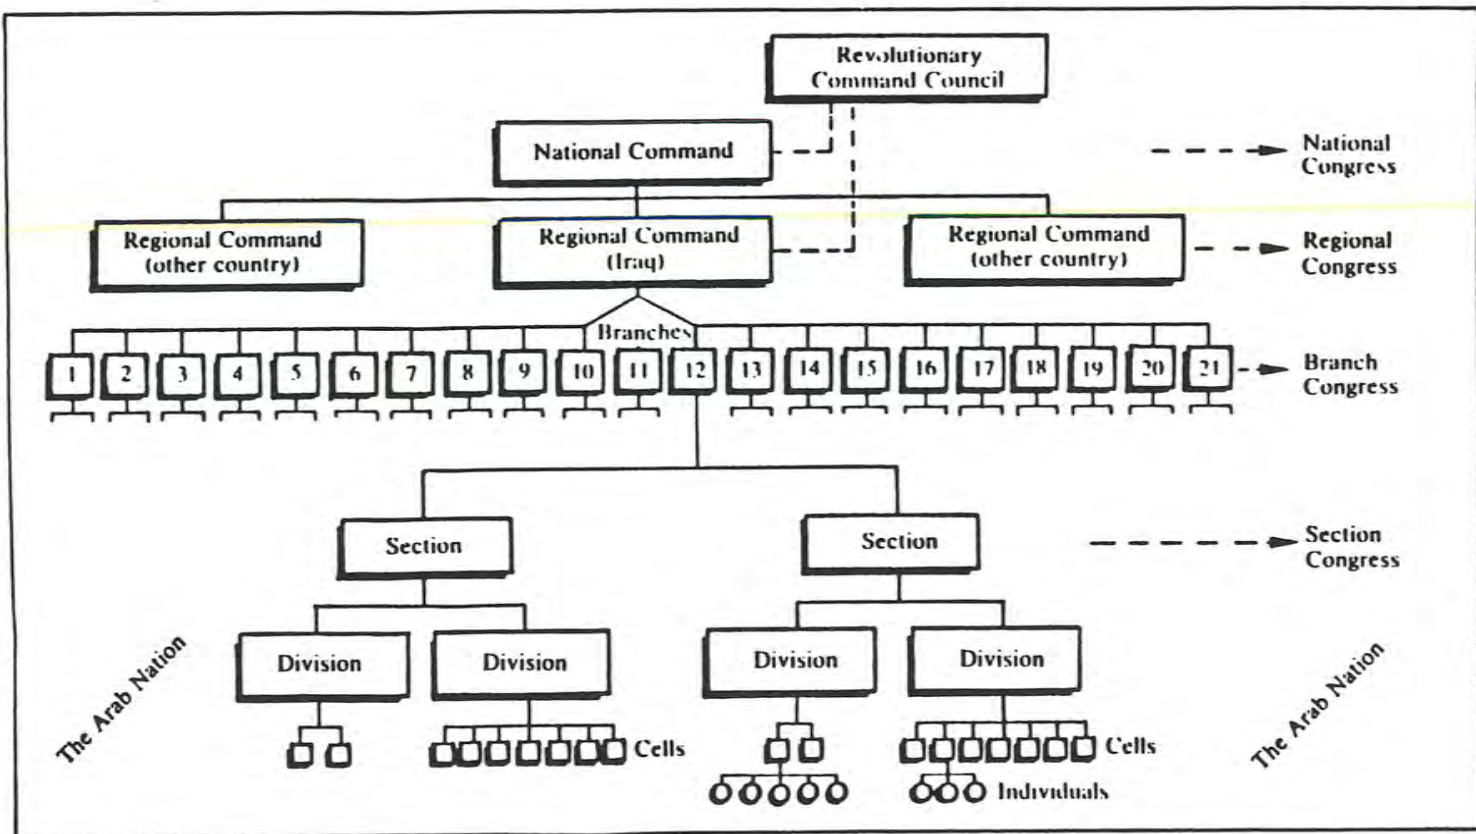 Revolutionary
Command Council
National Command
National
Congress
Regional Command
(other country)
Regional Command
(Iraq)
Regional Command
(other country)
Regional
Congress
Branches
1 2 3 4 5 6 7 8 9 10 11 12 13 14 15 16 17 18 19 20 21
Branch
Congress
Section
Section
Section
Congress
The Arab Nation
Division
Division
Division
Division
The Arab Nation
Cells
Cells
Individuals